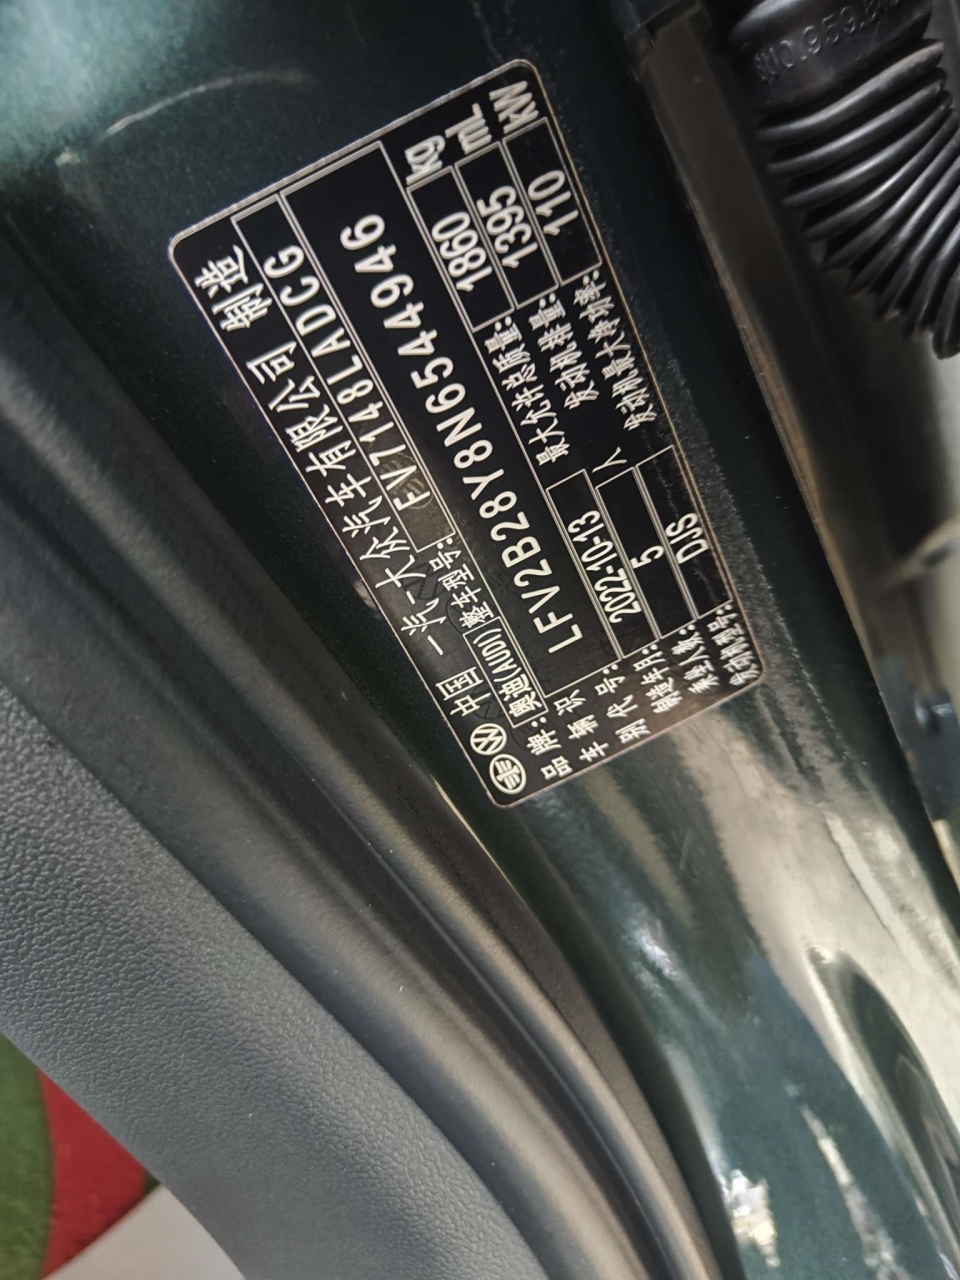 中国 一汽-大众汽车有限公司 制造
品牌: 奥迪(AUDI) 整车型号: FV7148LADCG
车辆识别代号: LFV2B28Y8N6544946
制造年月: 2022-10-13 最大允许总质量: 1860 kg
乘坐人数: 5 人 发动机排量: 1395 mL
发动机型号: DJS 发动机最大净功率: 110 kW